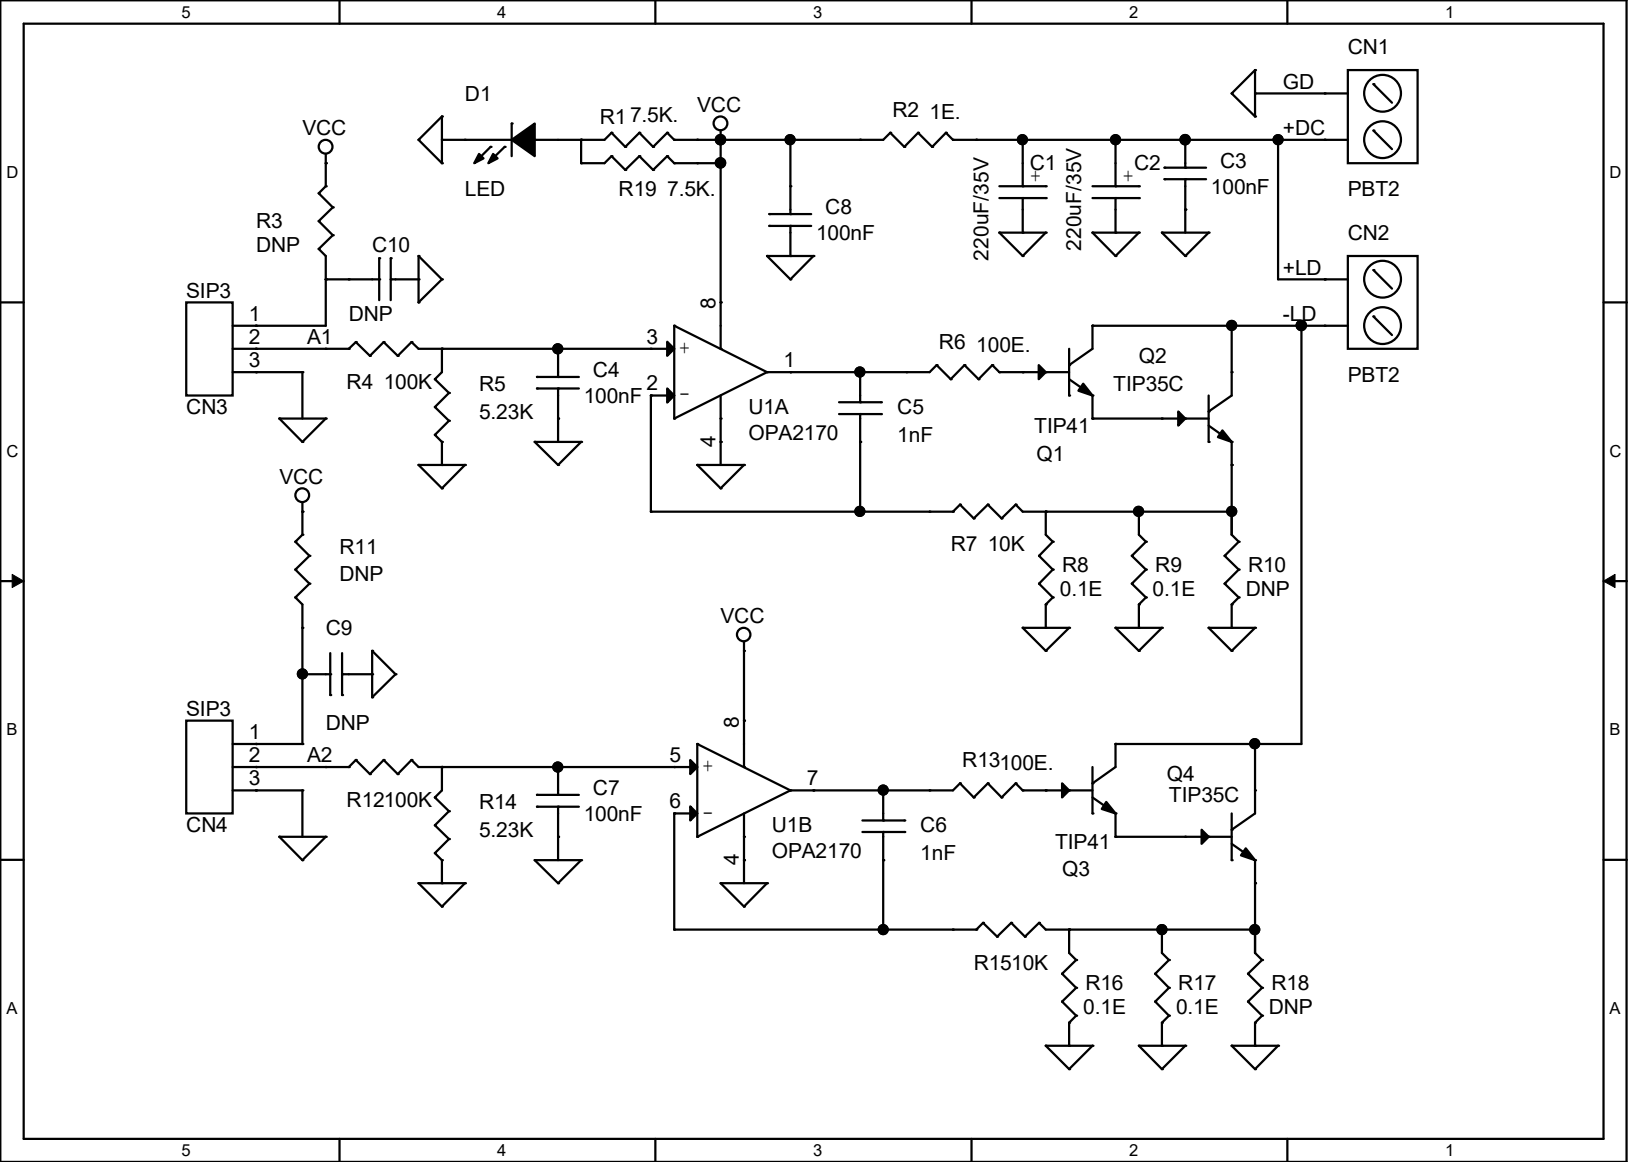 5 4 3 2 1
D
C
B
A
D
C
B
A
CN1
GD
+DC
PBT2
CN2
+LD
-LD
PBT2
D1
LED
R1 7.5K.
R19 7.5K.
VCC
R2 1E.
C1
+
220uF/35V
C2
+
220uF/35V
C3
100nF
C8
100nF
VCC
R3
DNP
C10
DNP
SIP3
1
2
3
CN3
A1
R4 100K
R5
5.23K
C4
100nF
3
2
8
4
1
+
−
U1A
OPA2170
C5
1nF
R6 100E.
Q2
TIP35C
TIP41
Q1
R7 10K
R8
0.1E
R9
0.1E
R10
DNP
VCC
R11
DNP
C9
DNP
SIP3
1
2
3
CN4
A2
R12100K
R14
5.23K
C7
100nF
VCC
5
6
8
4
7
+
−
U1B
OPA2170
C6
1nF
R13100E.
Q4
TIP35C
TIP41
Q3
R1510K
R16
0.1E
R17
0.1E
R18
DNP
5 4 3 2 1